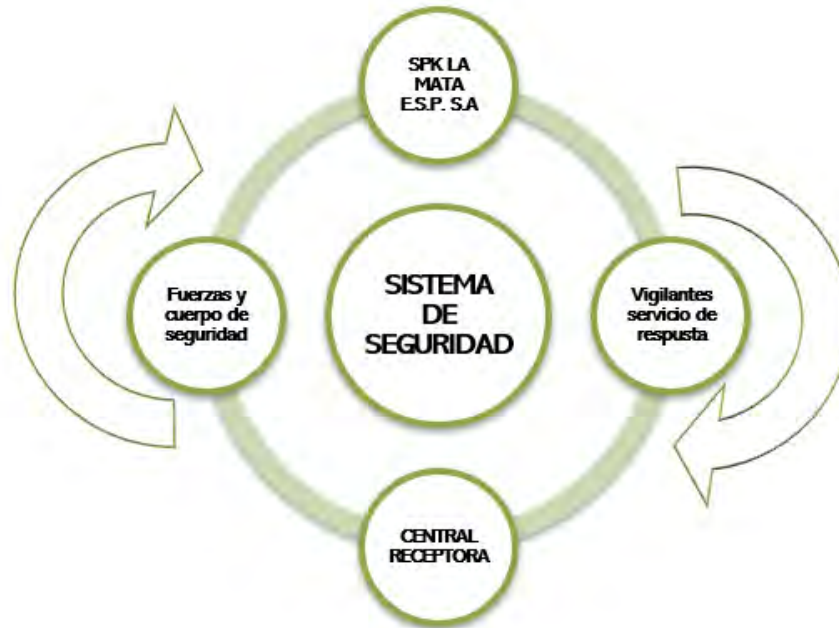 SPK LA
MATA
E.S.P. S.A
Fuerzas y
cuerpo de
seguridad
SISTEMA
DE
SEGURIDAD
Vigilantes
servicio de
respusta
CENTRAL
RECEPTORA